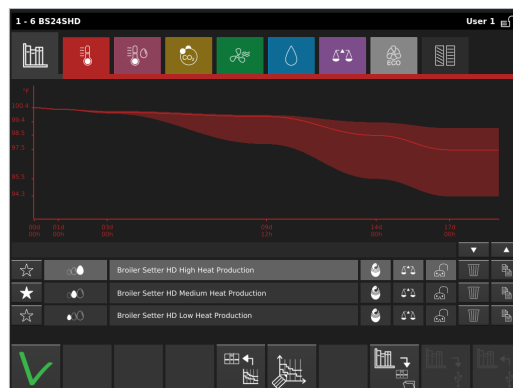 1 - 6 BS24SHD
User 1
CO₂
ECO
°F
100.4
99.4
98.5
97.5
95.5
94.3
00d 01d 03d 09d 14d 17d
00h 00h 00h 12h 00h 00h
Broiler Setter HD High Heat Production
Broiler Setter HD Medium Heat Production
Broiler Setter HD Low Heat Production